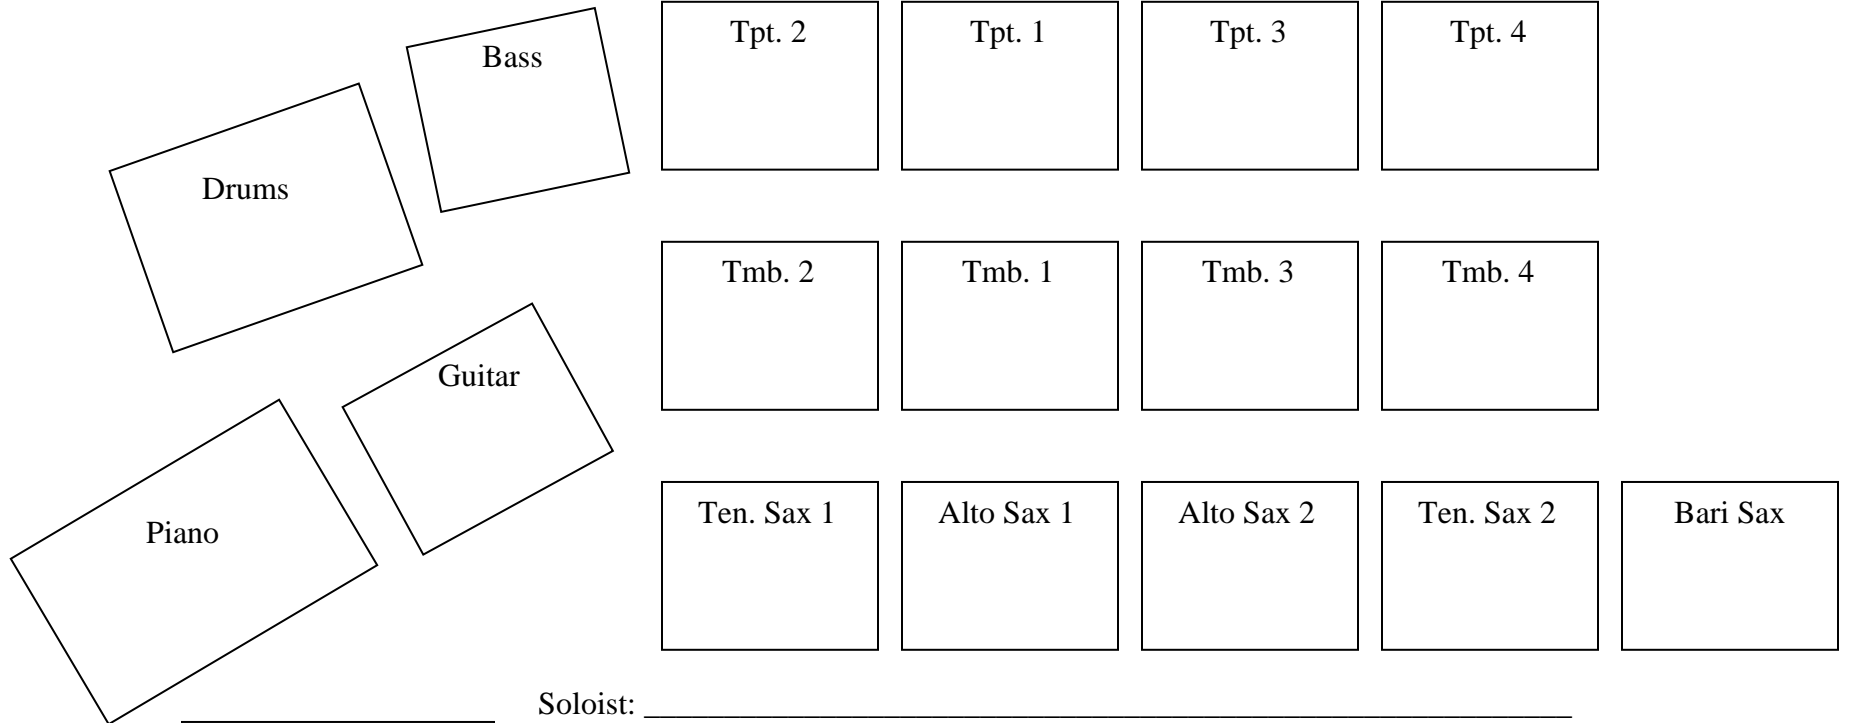 Tpt. 2 Tpt. 1 Tpt. 3 Tpt. 4
Bass
Drums
Tmb. 2 Tmb. 1 Tmb. 3 Tmb. 4
Guitar
Ten. Sax 1 Alto Sax 1 Alto Sax 2 Ten. Sax 2 Bari Sax
Piano
Soloist: